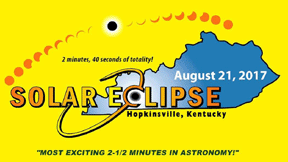 2 minutes, 40 seconds of totality!
August 21, 2017
SOLAR ECLIPSE
Hopkinsville, Kentucky
"MOST EXCITING 2-1/2 MINUTES IN ASTRONOMY!"